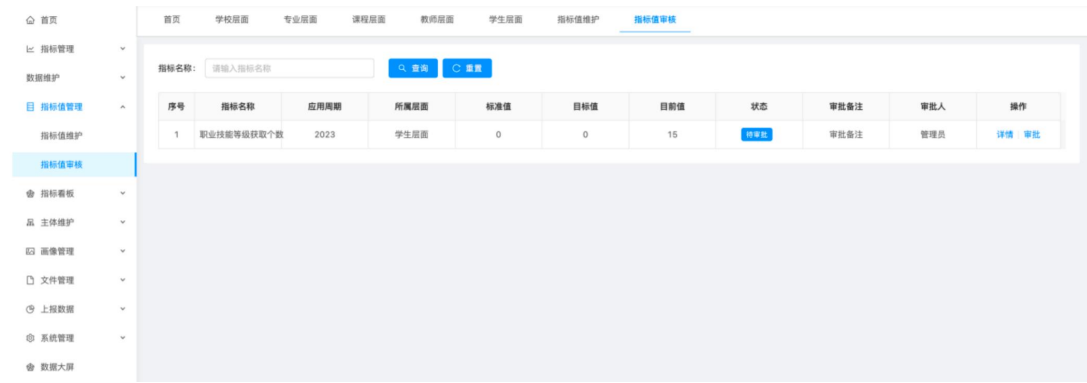 首页 学校层面 专业层面 课程层面 教师层面 学生层面 指标值维护 指标值审核
首页
指标管理
数据维护
指标值管理
指标值维护
指标值审核
指标看板
主体维护
画像管理
文件管理
上报数据
系统管理
数据大屏
指标名称： 请输入指标名称 查询 重置
序号 指标名称 应用周期 所属层面 标准值 目标值 目前值 状态 审批备注 审批人 操作
1 职业技能等级获取个数 2023 学生层面 0 0 15 待审批 审批备注 管理员 详情 审批